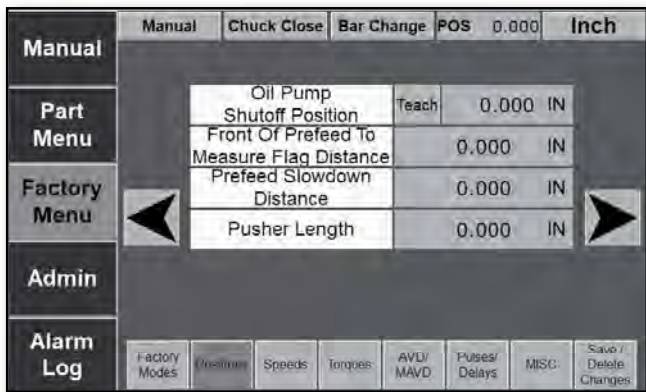 Manual Chuck Close Bar Change POS 0.000 Inch
Manual
Part
Menu
Factory
Menu
Admin
Alarm
Log
Oil Pump
Shutoff Position Teach 0.000 IN
Front Of Prefeed To
Measure Flag Distance 0.000 IN
Prefeed Slowdown
Distance 0.000 IN
Pusher Length 0.000 IN
Factory
Modes
Positions
Speeds
Torques
AVD/
MAVD
Pulses/
Delays
MISC
Save /
Delete
Changes